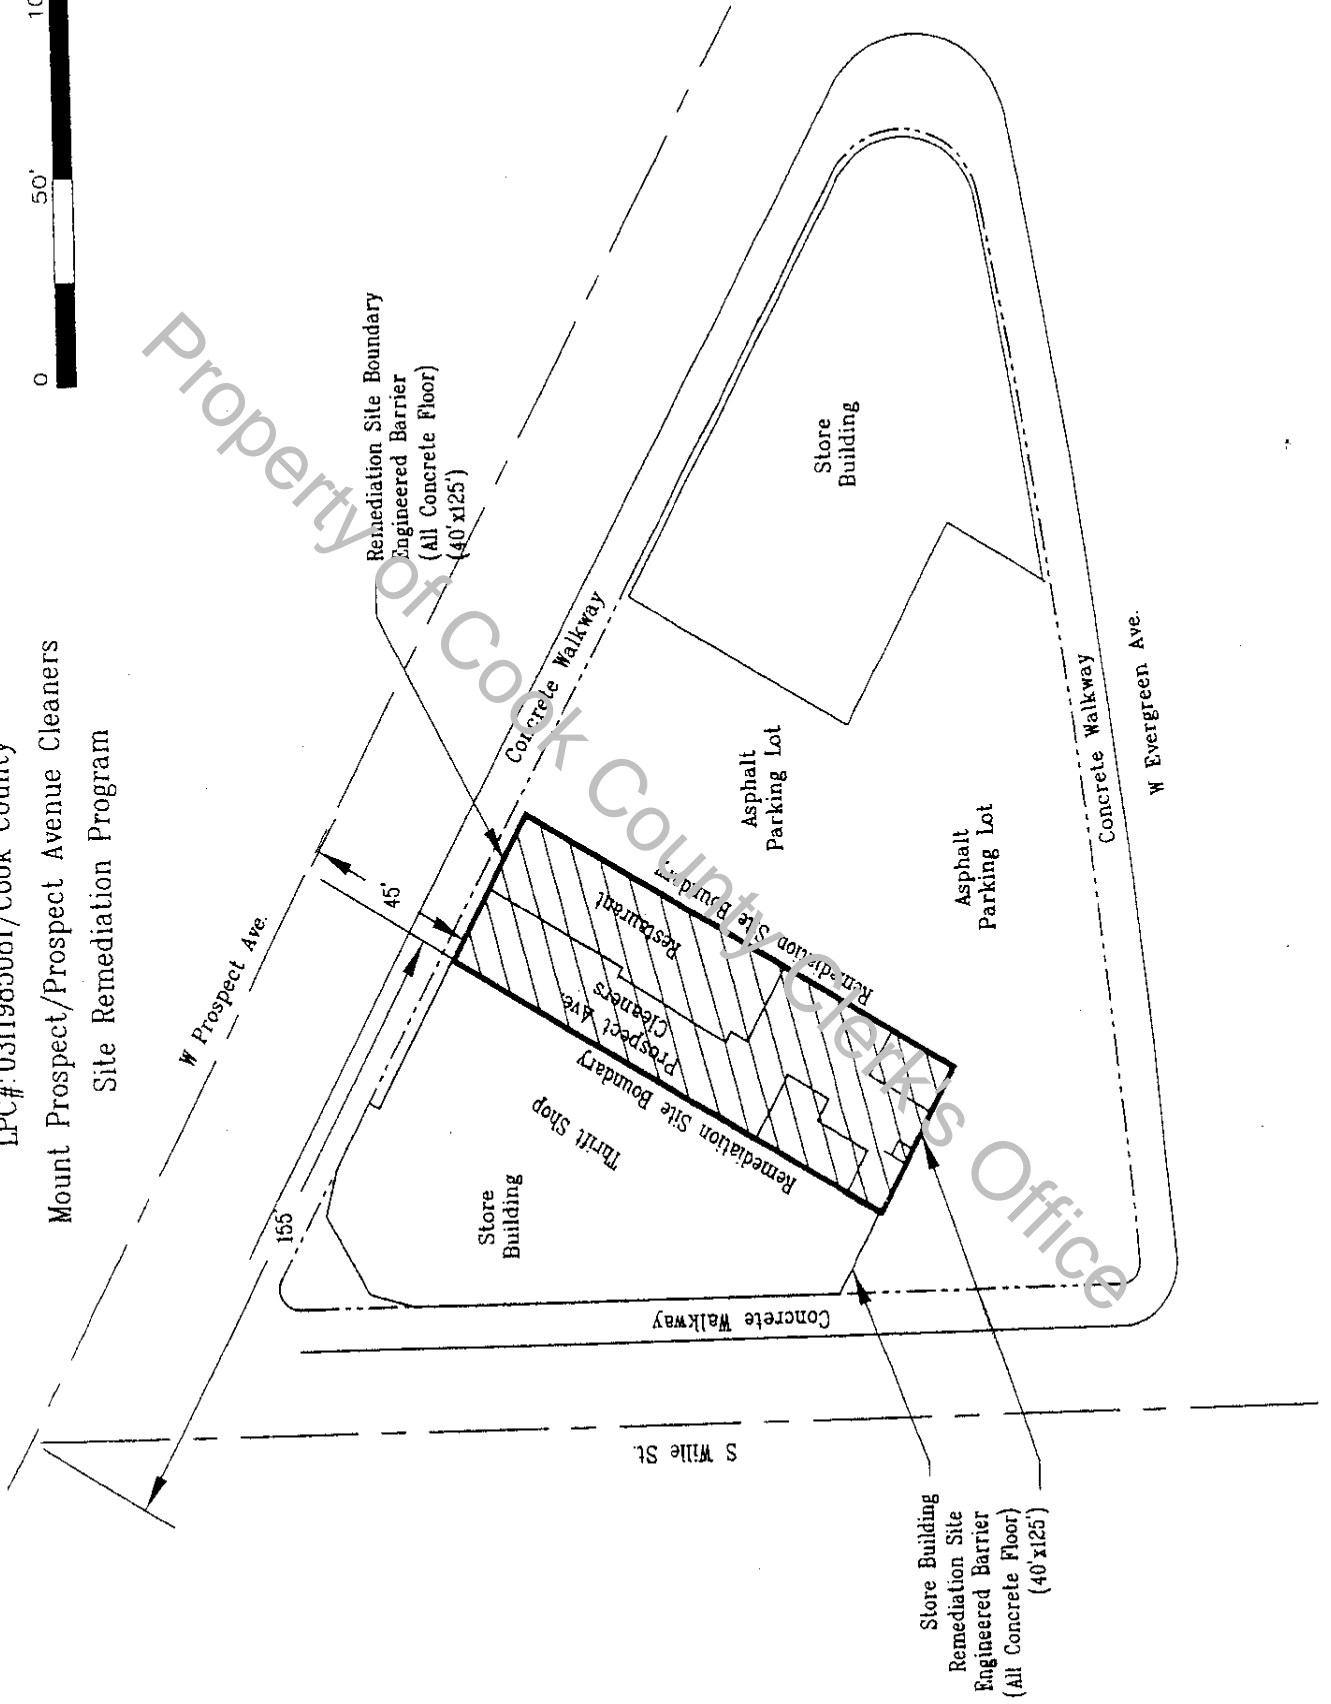 Mount Prospect/Prospect Avenue Cleaners
Site Remediation Program
0
50'
W Prospect Ave.
155'
45'
Remediation Site Boundary
Engineered Barrier
(All Concrete Floor)
(40'x125')
Concrete Walkway
Store
Building
Asphalt
Parking Lot
Asphalt
Parking Lot
Concrete Walkway
W Evergreen Ave.
Restaurant
Remediation Site Boundary
Prospect Ave.
Cleaners
Remediation Site Boundary
Thrift Shop
Store
Building
Concrete Walkway
S Wille St.
Store Building
Remediation Site
Engineered Barrier
(All Concrete Floor)
(40'x125')
Property of Cook County Clerk's Office